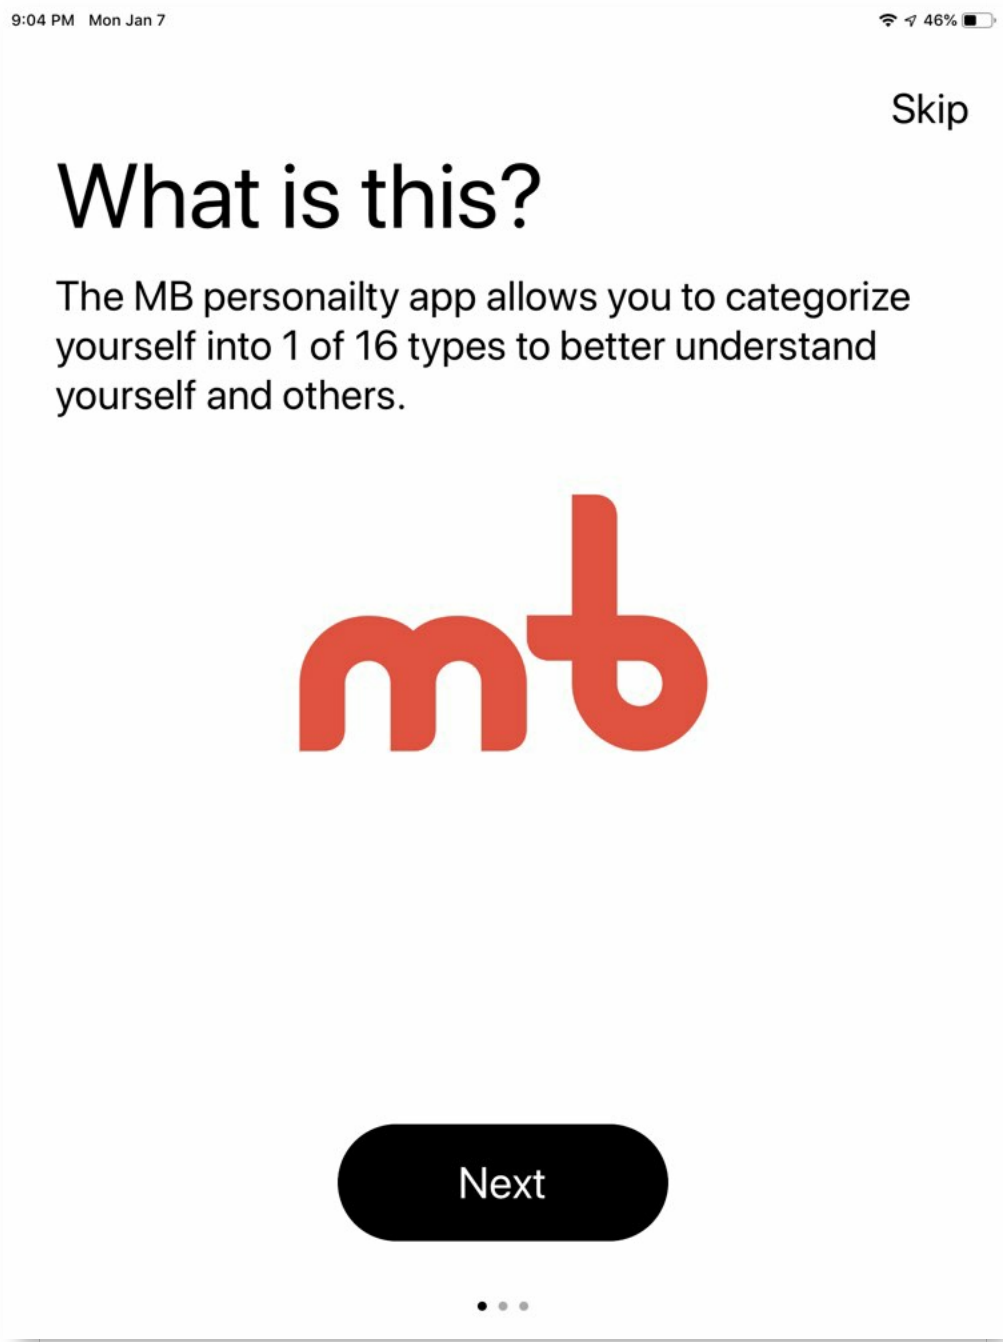 9:04 PM Mon Jan 7
46%
Skip
What is this?
The MB personailty app allows you to categorize
yourself into 1 of 16 types to better understand
yourself and others.
mb
Next